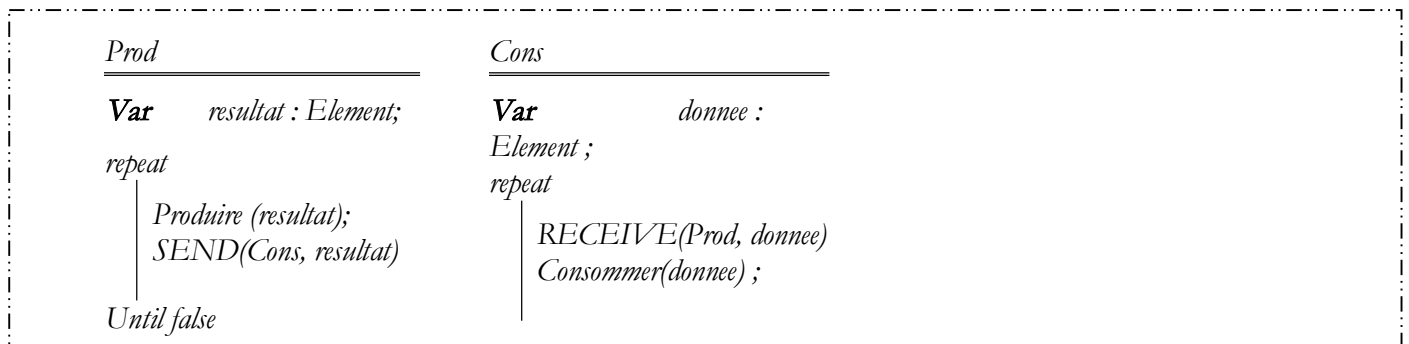 Prod
Var resultat : Element;
repeat
Produire (resultat);
SEND(Cons, resultat)
Until false
Cons
Var donnee :
Element ;
repeat
RECEIVE(Prod, donnee)
Consommer(donnee) ;